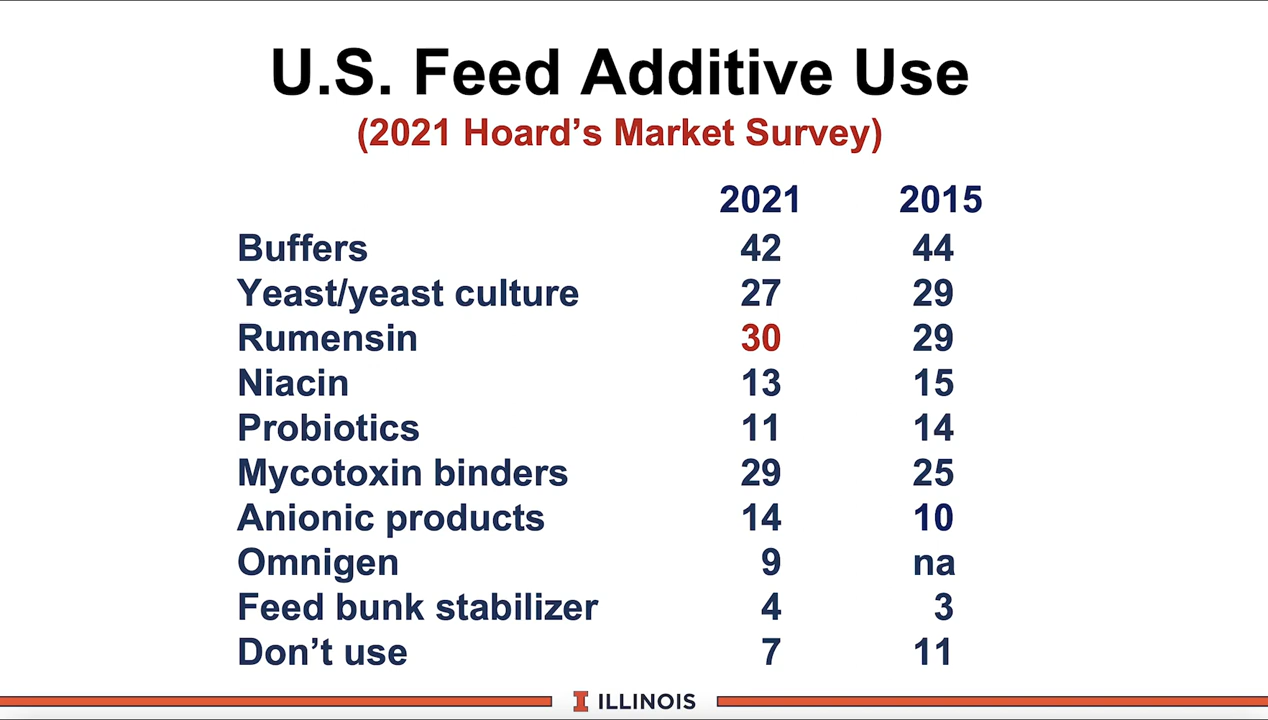 U.S. Feed Additive Use
(2021 Hoard’s Market Survey)
2021 2015
Buffers 42 44
Yeast/yeast culture 27 29
Rumensin 30 29
Niacin 13 15
Probiotics 11 14
Mycotoxin binders 29 25
Anionic products 14 10
Omnigen 9 na
Feed bunk stabilizer 4 3
Don’t use 7 11
I ILLINOIS